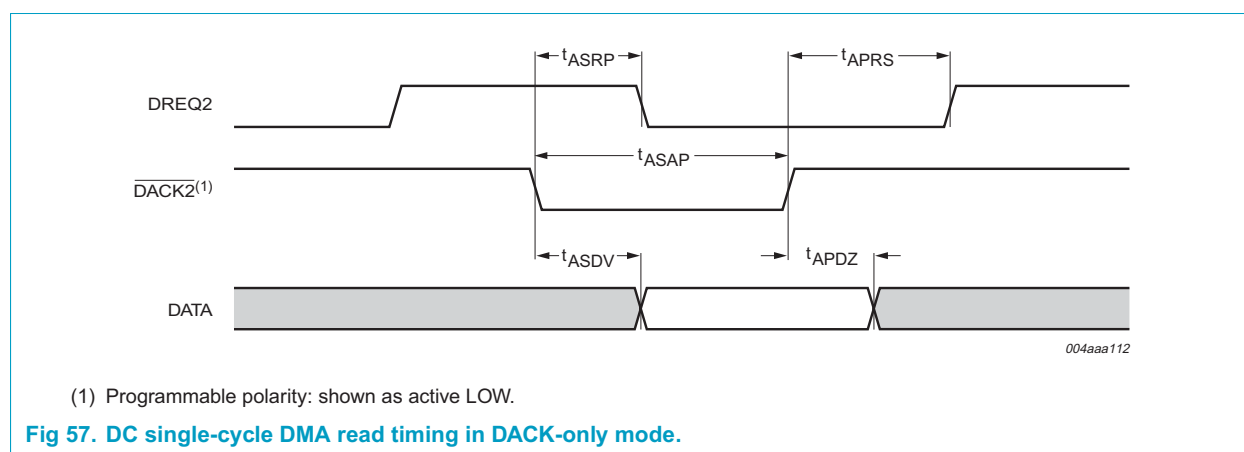 tASRP
tAPRS
DREQ2
tASAP
DACK2(1)
tASDV
tAPDZ
DATA
004aaa112
(1) Programmable polarity: shown as active LOW.
Fig 57. DC single-cycle DMA read timing in DACK-only mode.